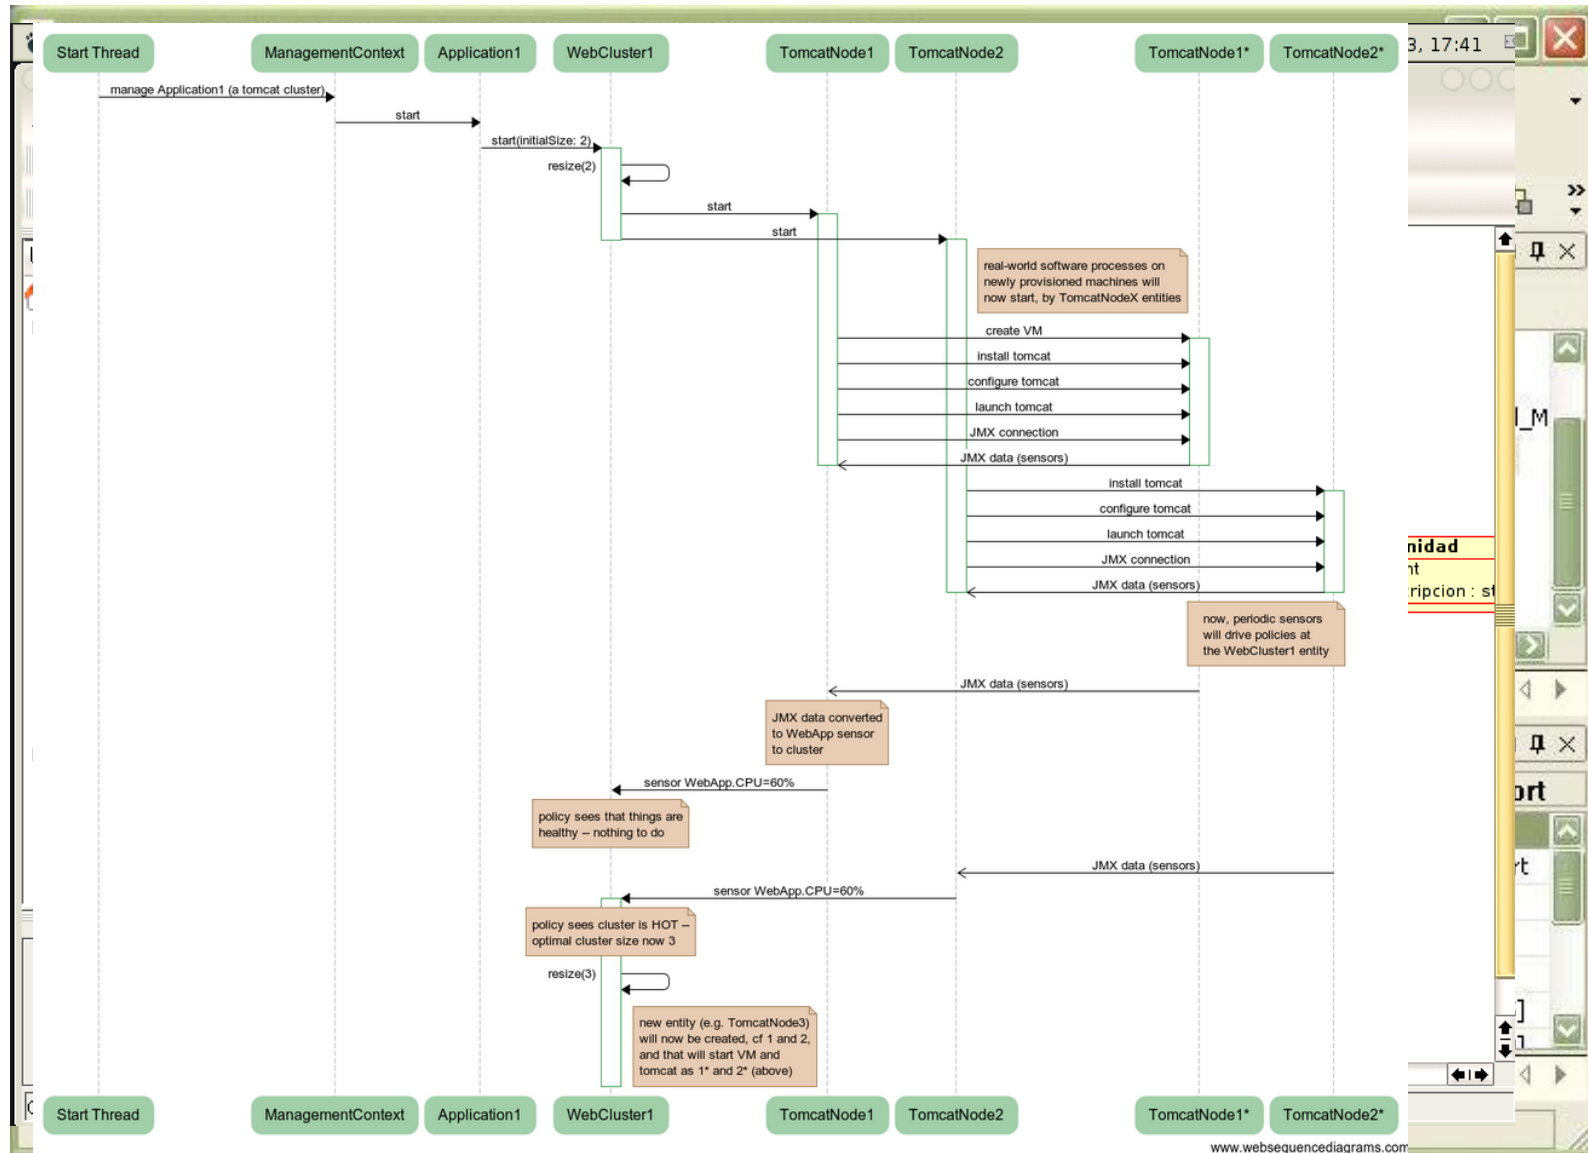 Start Thread
ManagementContext
Application1
WebCluster1
TomcatNode1
TomcatNode2
TomcatNode1*
TomcatNode2*
3, 17:41
manage Application1 (a tomcat cluster)
start
start(initialSize: 2)
resize(2)
start
start
real-world software processes on
newly provisioned machines will
now start, by TomcatNodeX entities
create VM
install tomcat
configure tomcat
launch tomcat
_M
JMX connection
JMX data (sensors)
install tomcat
configure tomcat
launch tomcat
nidad
JMX connection
nt
JMX data (sensors)
ripcion : st
now, periodic sensors
will drive policies at
the WebCluster1 entity
JMX data (sensors)
JMX data converted
to WebApp sensor
to cluster
sensor WebApp.CPU=60%
ort
policy sees that things are
healthy -- nothing to do
JMX data (sensors)
rt
sensor WebApp.CPU=60%
policy sees cluster is HOT --
optimal cluster size now 3
resize(3)
new entity (e.g. TomcatNode3)
will now be created, cf 1 and 2,
and that will start VM and
tomcat as 1* and 2* (above)
Start Thread
ManagementContext
Application1
WebCluster1
TomcatNode1
TomcatNode2
TomcatNode1*
TomcatNode2*
www.websequencediagrams.com